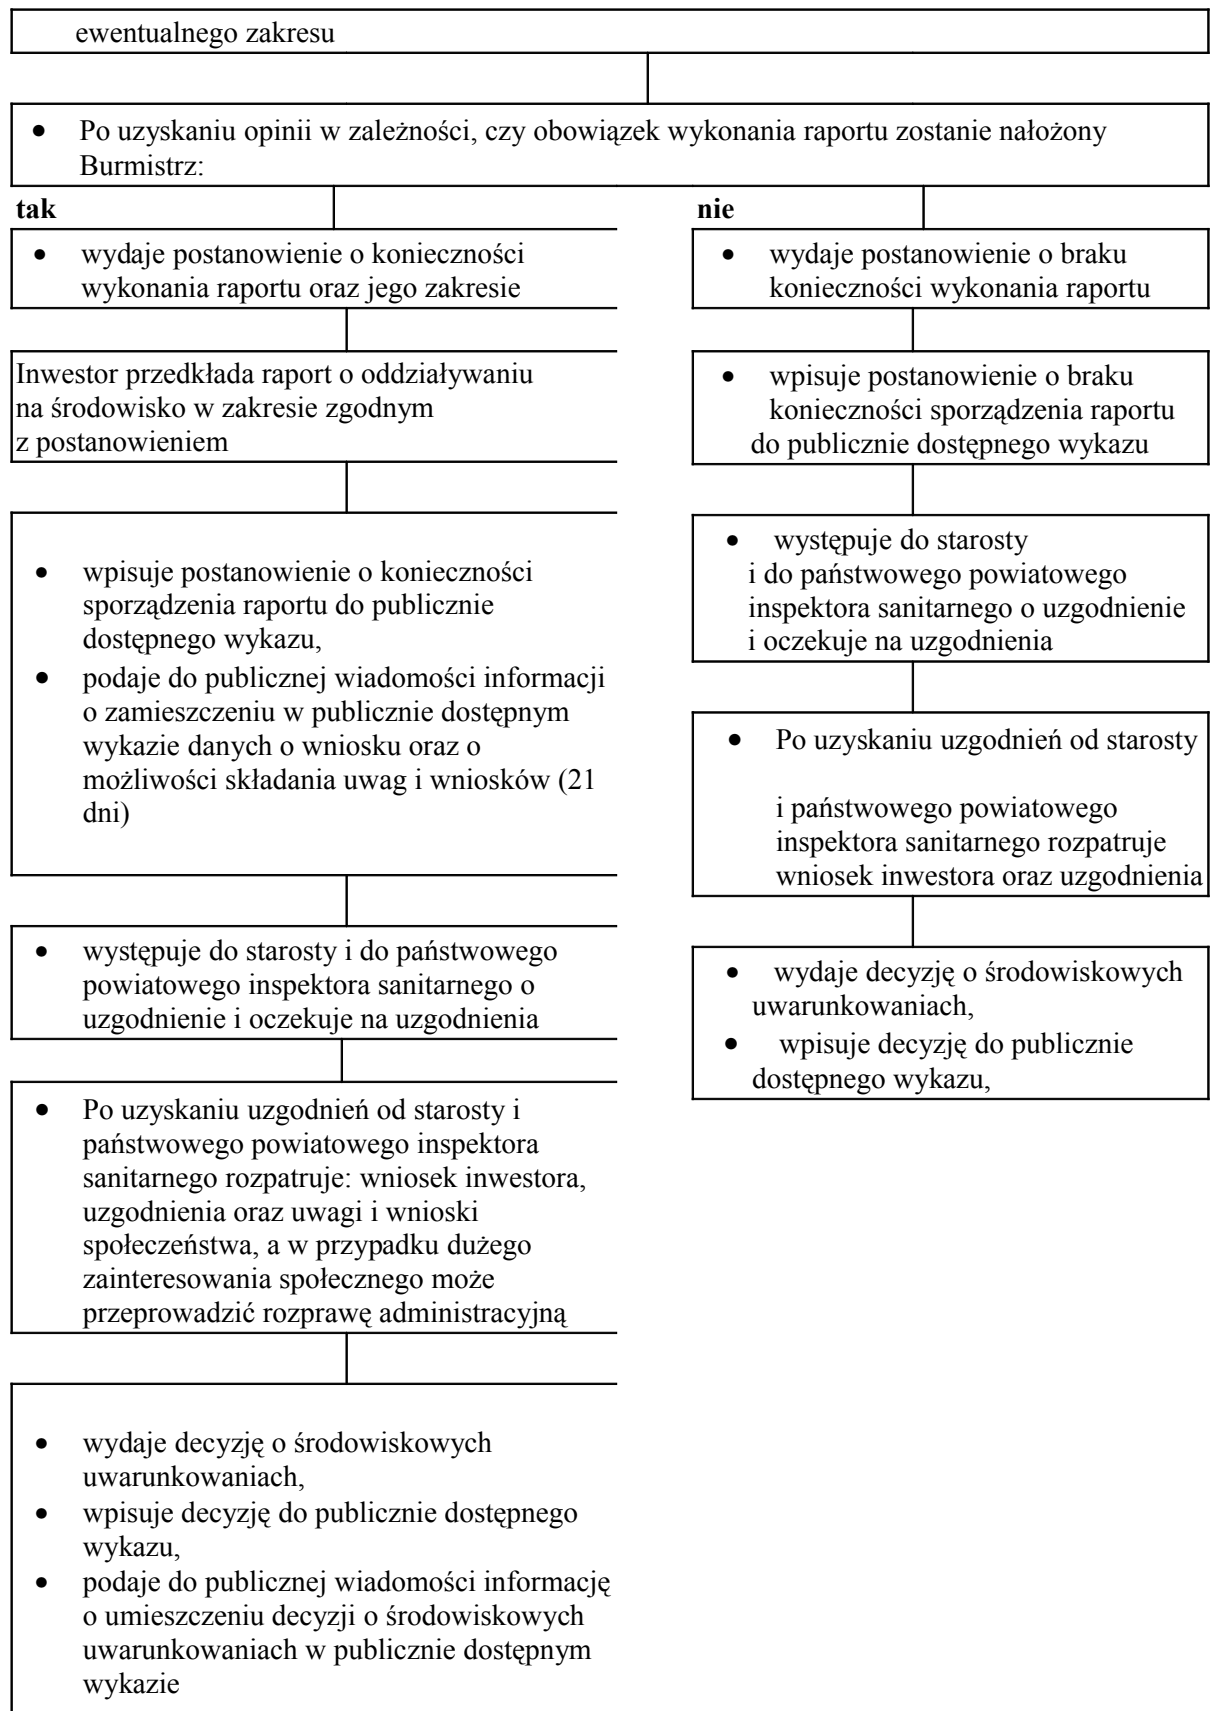 ewentualnego zakresu
• Po uzyskaniu opinii w zależności, czy obowiązek wykonania raportu zostanie nałożony
Burmistrz:
tak
• wydaje postanowienie o konieczności
wykonania raportu oraz jego zakresie
Inwestor przedkłada raport o oddziaływaniu
na środowisko w zakresie zgodnym
z postanowieniem
• wpisuje postanowienie o konieczności
sporządzenia raportu do publicznie
dostępnego wykazu,
• podaje do publicznej wiadomości informacji
o zamieszczeniu w publicznie dostępnym
wykazie danych o wniosku oraz o
możliwości składania uwag i wniosków (21
dni)
• występuje do starosty i do państwowego
powiatowego inspektora sanitarnego o
uzgodnienie i oczekuje na uzgodnienia
• Po uzyskaniu uzgodnień od starosty i
państwowego powiatowego inspektora
sanitarnego rozpatruje: wniosek inwestora,
uzgodnienia oraz uwagi i wnioski
społeczeństwa, a w przypadku dużego
zainteresowania społecznego może
przeprowadzić rozprawę administracyjną
• wydaje decyzję o środowiskowych
uwarunkowaniach,
• wpisuje decyzję do publicznie dostępnego
wykazu,
• podaje do publicznej wiadomości informację
o umieszczeniu decyzji o środowiskowych
uwarunkowaniach w publicznie dostępnym
wykazie
nie
• wydaje postanowienie o braku
konieczności wykonania raportu
• wpisuje postanowienie o braku
konieczności sporządzenia raportu
do publicznie dostępnego wykazu
• występuje do starosty
i do państwowego powiatowego
inspektora sanitarnego o uzgodnienie
i oczekuje na uzgodnienia
• Po uzyskaniu uzgodnień od starosty
i państwowego powiatowego
inspektora sanitarnego rozpatruje
wniosek inwestora oraz uzgodnienia
• wydaje decyzję o środowiskowych
uwarunkowaniach,
• wpisuje decyzję do publicznie
dostępnego wykazu,